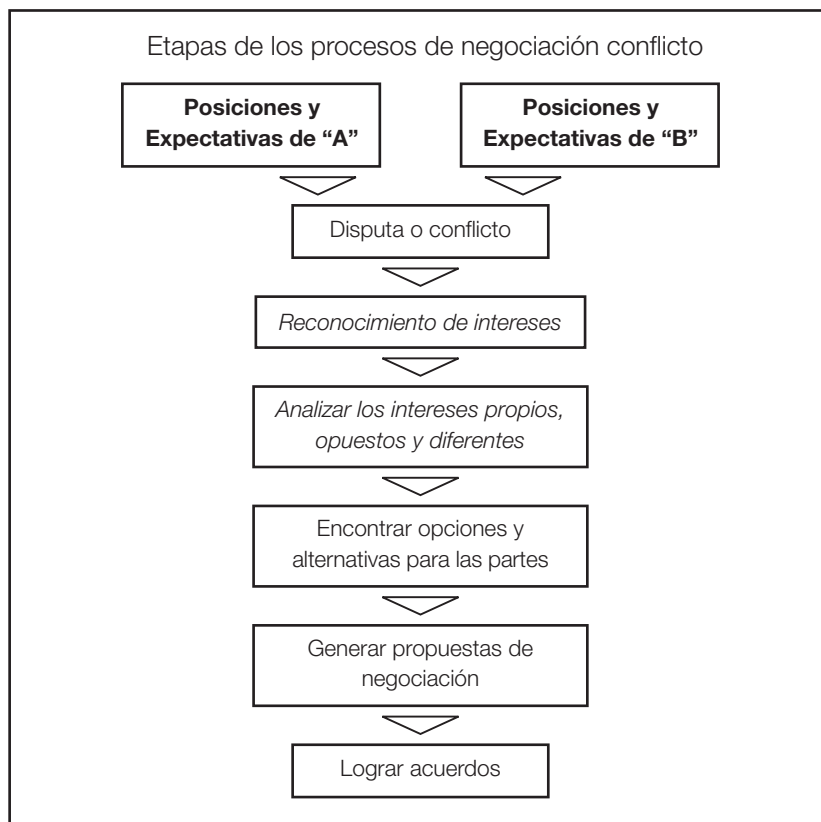 Etapas de los procesos de negociación conflicto
Posiciones y
Expectativas de “A”
Posiciones y
Expectativas de “B”
Disputa o conflicto
Reconocimiento de intereses
Analizar los intereses propios,
opuestos y diferentes
Encontrar opciones y
alternativas para las partes
Generar propuestas de
negociación
Lograr acuerdos